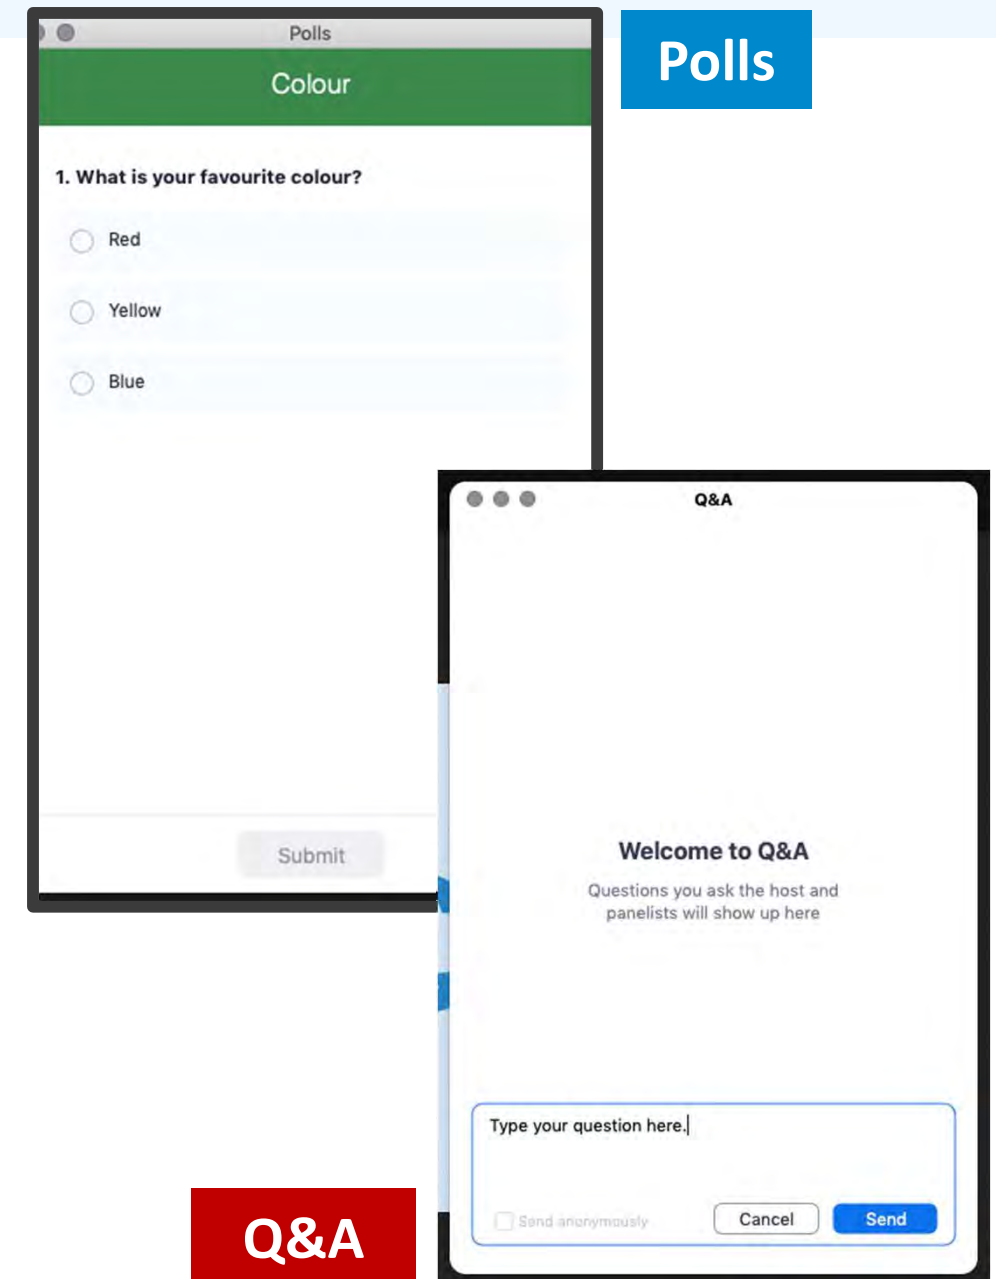 Polls
Colour
Polls
1. What is your favourite colour?
Red
Yellow
Blue
Submit
Q&A
Welcome to Q&A
Questions you ask the host and
panelists will show up here
Type your question here.
Send anonymously
Cancel
Send
Q&A